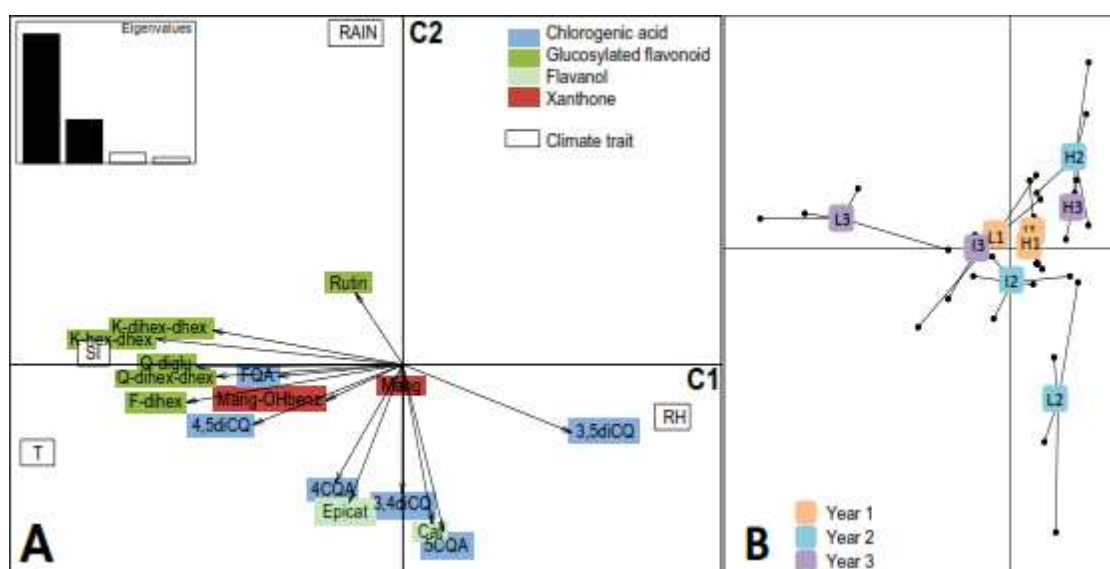 Eigenvalues
RAIN
C2
Chlorogenic acid
Glucosylated flavonoid
Flavanol
Xanthone
Climate trait
Rutin
K-dihex-dhex
K-hex-dhex
SI
Q-diglu
Q-dihex-dhex
FQA
Mang
C1
F-dihex
Mang-OHbenz
4,5diCQ
3,5diCQ
RH
T
4CQA
3,4diCQ
Epicat
Cat
5CQA
A
H2
L3
H3
L1
I3
H1
I2
L2
Year 1
Year 2
Year 3
B